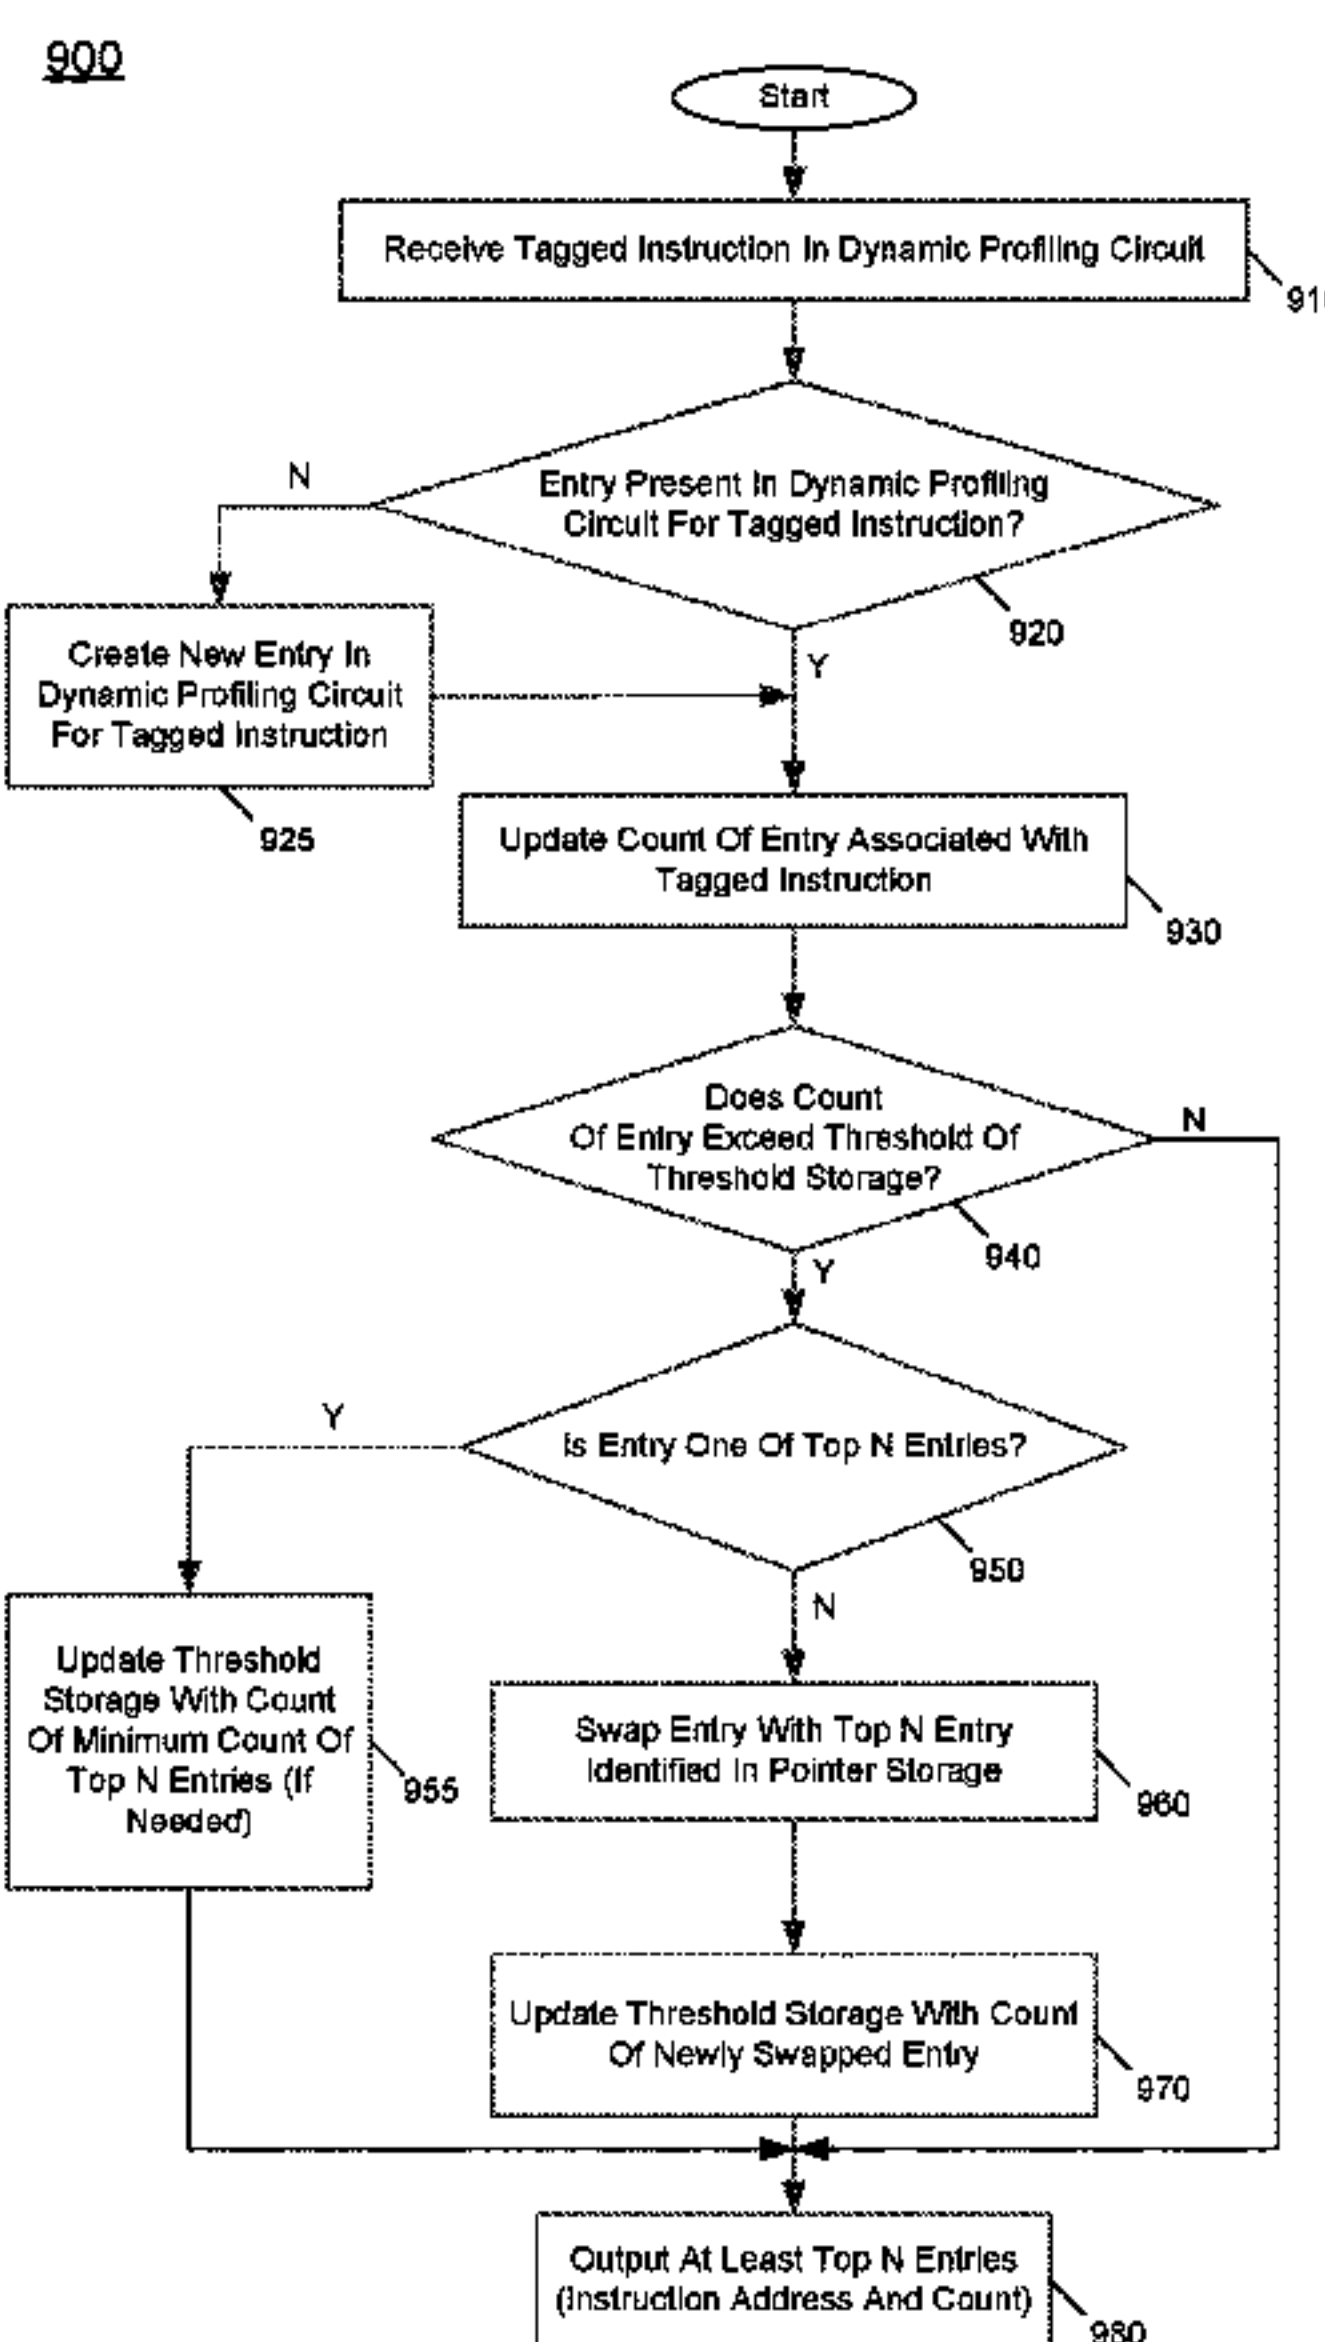 900
Start
Receive Tagged Instruction In Dynamic Profiling Circuit
910
N
Entry Present In Dynamic Profiling
Circuit For Tagged Instruction?
920
Y
Create New Entry In
Dynamic Profiling Circuit
For Tagged Instruction
925
Update Count Of Entry Associated With
Tagged Instruction
930
Does Count
Of Entry Exceed Threshold Of
Threshold Storage?
N
940
Y
Y
Is Entry One Of Top N Entries?
950
N
Update Threshold
Storage With Count
Of Minimum Count Of
Top N Entries (If
Needed)
955
Swap Entry With Top N Entry
Identified In Pointer Storage
960
Update Threshold Storage With Count
Of Newly Swapped Entry
970
Output At Least Top N Entries
(Instruction Address And Count)
980